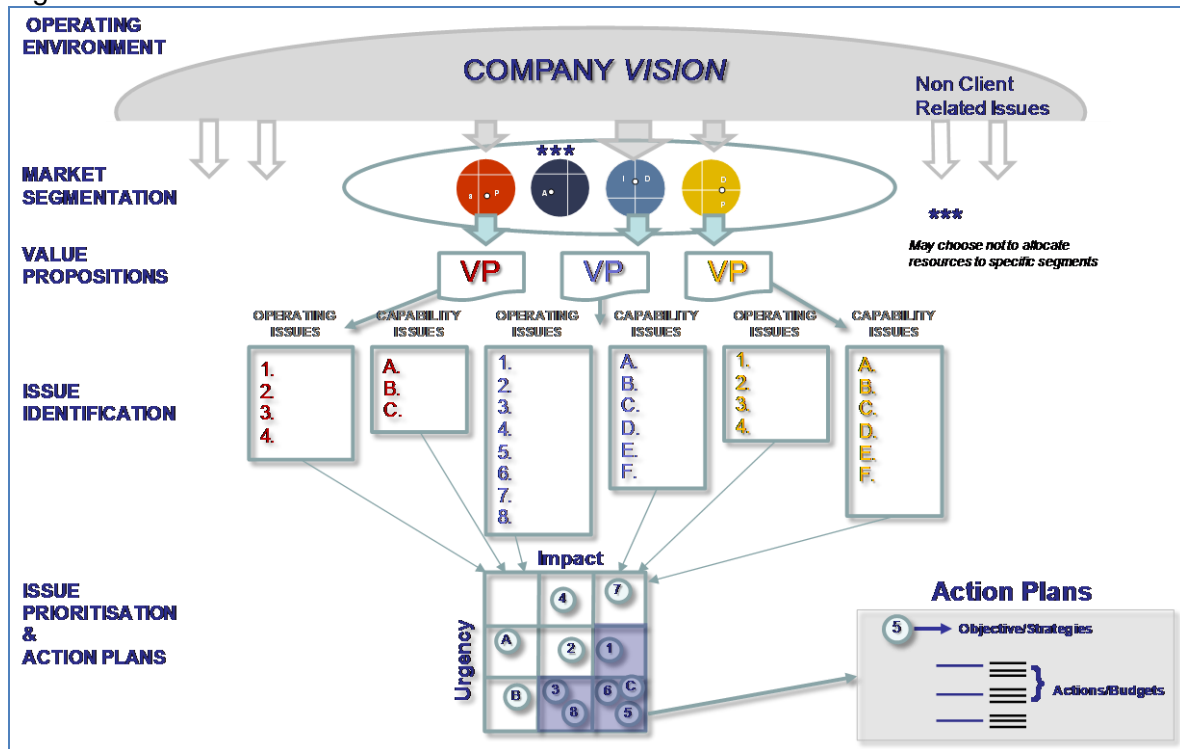 OPERATING
ENVIRONMENT
COMPANY VISION
Non Client
Related Issues
***
MARKET
SEGMENTATION
P
A
I D
D
P
***
May choose not to allocate
resources to specific segments
VALUE
PROPOSITIONS
VP VP VP
OPERATING
ISSUES
CAPABILITY
ISSUES
OPERATING
ISSUES
CAPABILITY
ISSUES
OPERATING
ISSUES
CAPABILITY
ISSUES
ISSUE
IDENTIFICATION
1.
2.
3.
4.
A.
B.
C.
1.
2.
3.
4.
5.
6.
7.
8.
A.
B.
C.
D.
E.
F.
1.
2.
3.
4.
A.
B.
C.
D.
E.
F.
ISSUE
PRIORITISATION
&
ACTION PLANS
Impact
Urgency
4 7
A 2 1
B 3 8 6 C 5
Action Plans
5 Objective/Strategies
Actions/Budgets